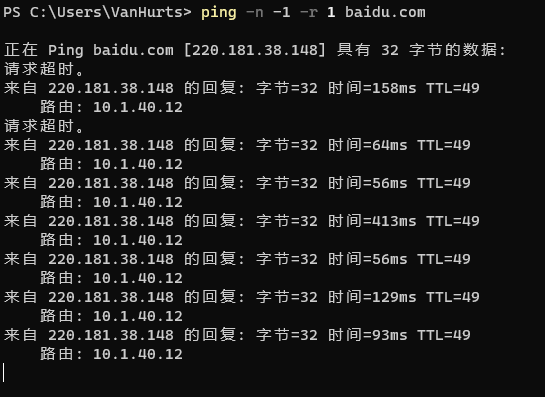 PS C:\Users\VanHurts> ping -n -1 -r 1 baidu.com
正在 Ping baidu.com [220.181.38.148] 具有 32 字节的数据:
请求超时。
来自 220.181.38.148 的回复: 字节=32 时间=158ms TTL=49
路由: 10.1.40.12
请求超时。
来自 220.181.38.148 的回复: 字节=32 时间=64ms TTL=49
路由: 10.1.40.12
来自 220.181.38.148 的回复: 字节=32 时间=56ms TTL=49
路由: 10.1.40.12
来自 220.181.38.148 的回复: 字节=32 时间=413ms TTL=49
路由: 10.1.40.12
来自 220.181.38.148 的回复: 字节=32 时间=56ms TTL=49
路由: 10.1.40.12
来自 220.181.38.148 的回复: 字节=32 时间=129ms TTL=49
路由: 10.1.40.12
来自 220.181.38.148 的回复: 字节=32 时间=93ms TTL=49
路由: 10.1.40.12